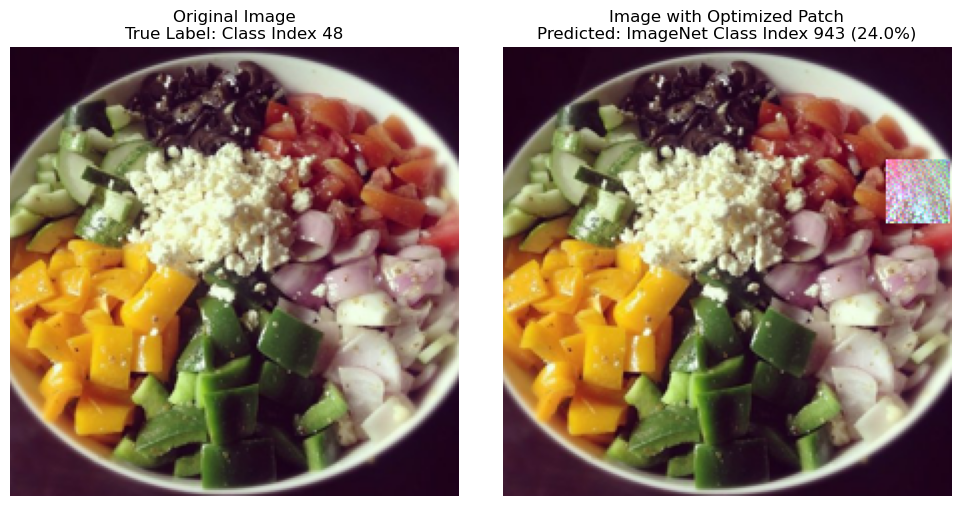 Original Image
True Label: Class Index 48
Image with Optimized Patch
Predicted: ImageNet Class Index 943 (24.0%)